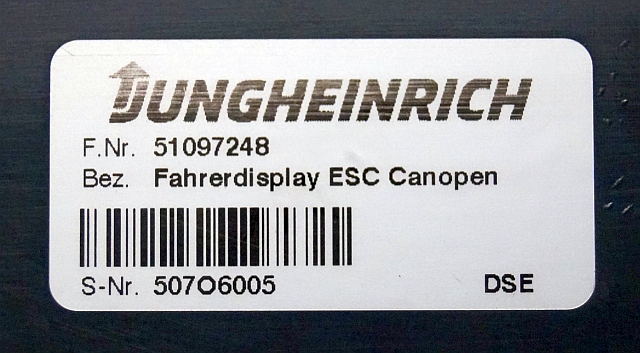 JUNGHEINRICH
F.Nr. 51097248
Bez. Fahrerdisplay ESC Canopen
S-Nr. 507O6005 DSE